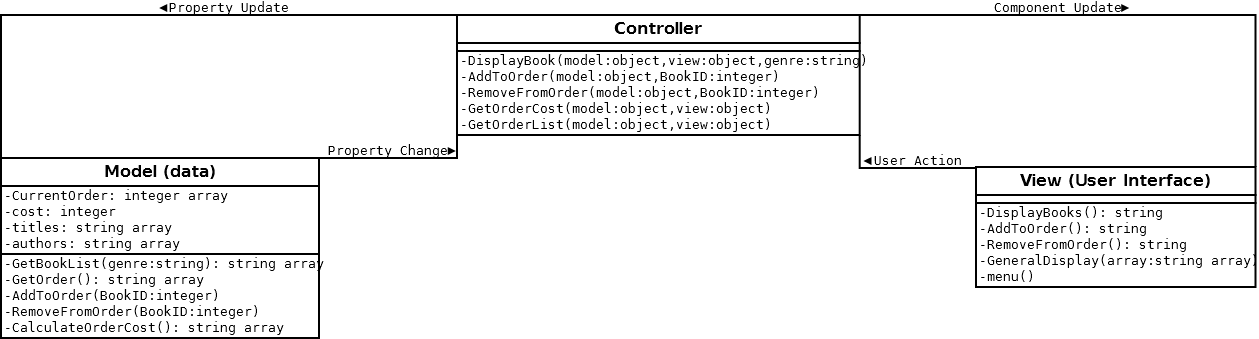 ◀Property Update
Component Update▶
Controller
-DisplayBook(model:object,view:object,genre:string)
-AddToOrder(model:object,BookID:integer)
-RemoveFromOrder(model:object,BookID:integer)
-GetOrderCost(model:object,view:object)
-GetOrderList(model:object,view:object)
Property Change▶
◀User Action
Model (data)
-CurrentOrder: integer array
-cost: integer
-titles: string array
-authors: string array
-GetBookList(genre:string): string array
-GetOrder(): string array
-AddToOrder(BookID:integer)
-RemoveFromOrder(BookID:integer)
-CalculateOrderCost(): string array
View (User Interface)
-DisplayBooks(): string
-AddToOrder(): string
-RemoveFromOrder(): string
-GeneralDisplay(array:string array)
-menu()